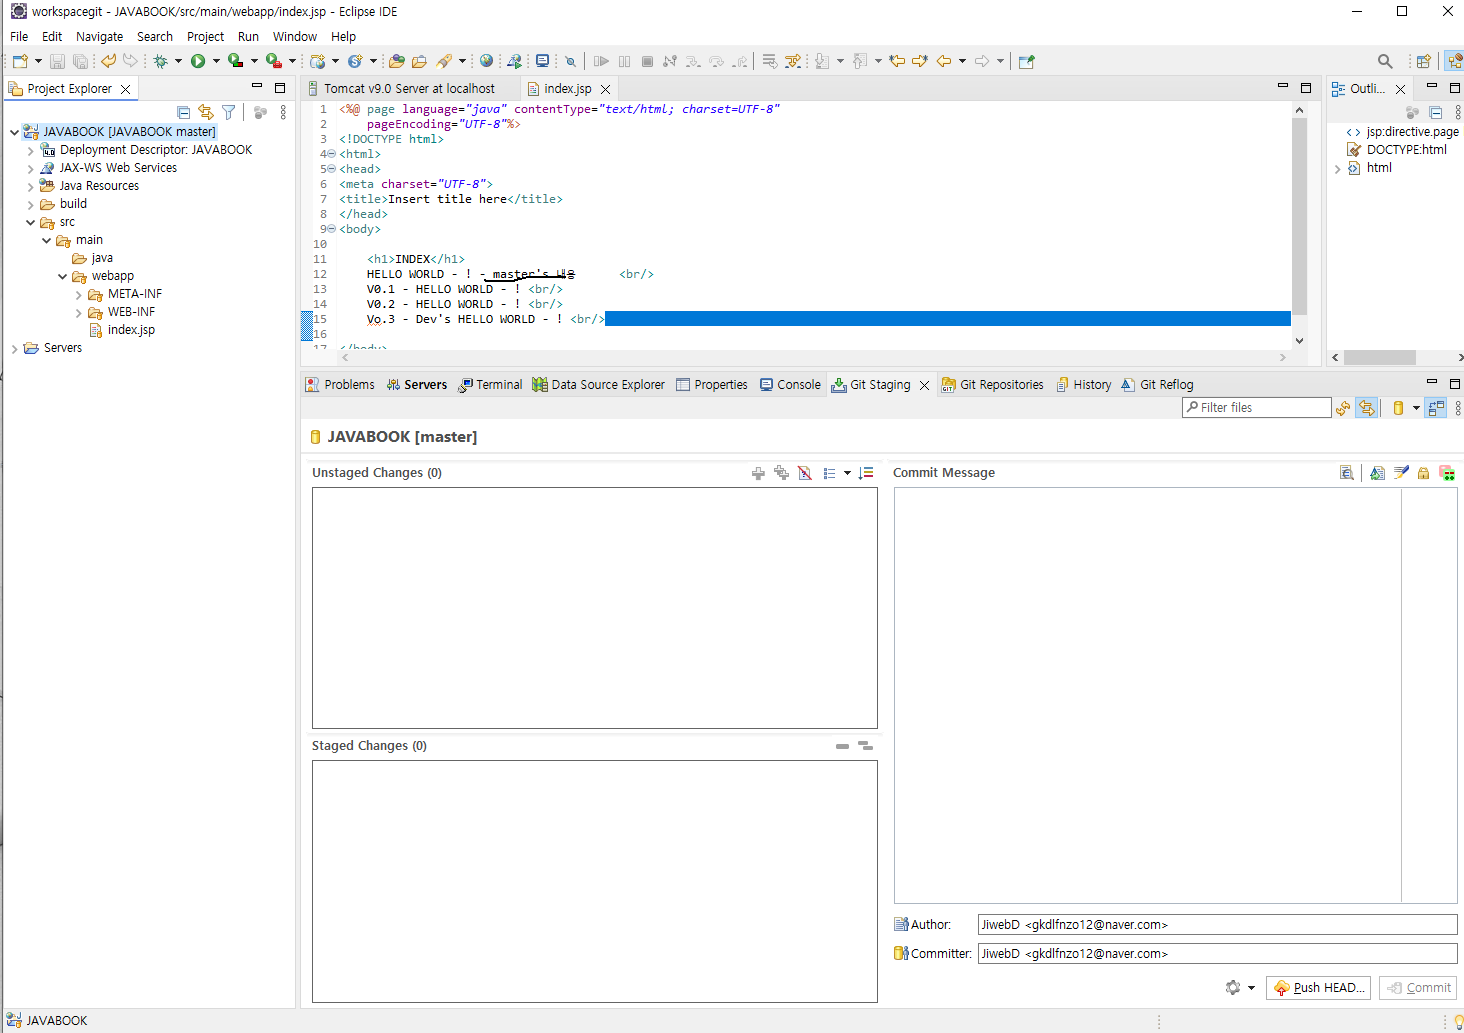 workspacegit - JAVABOOK/src/main/webapp/index.jsp - Eclipse IDE
File Edit Navigate Search Project Run Window Help
Project Explorer
JAVABOOK [JAVABOOK master]
Deployment Descriptor: JAVABOOK
JAX-WS Web Services
Java Resources
build
src
main
java
webapp
META-INF
WEB-INF
index.jsp
Servers
Tomcat v9.0 Server at localhost index.jsp
1 <%@ page language="java" contentType="text/html; charset=UTF-8"
2 pageEncoding="UTF-8"%>
3 <!DOCTYPE html>
4 <html>
5 <head>
6 <meta charset="UTF-8">
7 <title>Insert title here</title>
8 </head>
9 <body>
10
11 <h1>INDEX</h1>
12 HELLO WORLD - ! - master's 내용 <br/>
13 V0.1 - HELLO WORLD - ! <br/>
14 V0.2 - HELLO WORLD - ! <br/>
15 Vo.3 - Dev's HELLO WORLD - ! <br/>
16
17 </body>
Outli...
jsp:directive.page
DOCTYPE:html
html
Problems Servers Terminal Data Source Explorer Properties Console Git Staging Git Repositories History Git Reflog
Filter files
JAVABOOK [master]
Unstaged Changes (0)
Staged Changes (0)
Commit Message
Author: JiwebD <gkdlfnzo12@naver.com>
Committer: JiwebD <gkdlfnzo12@naver.com>
Push HEAD... Commit
JAVABOOK